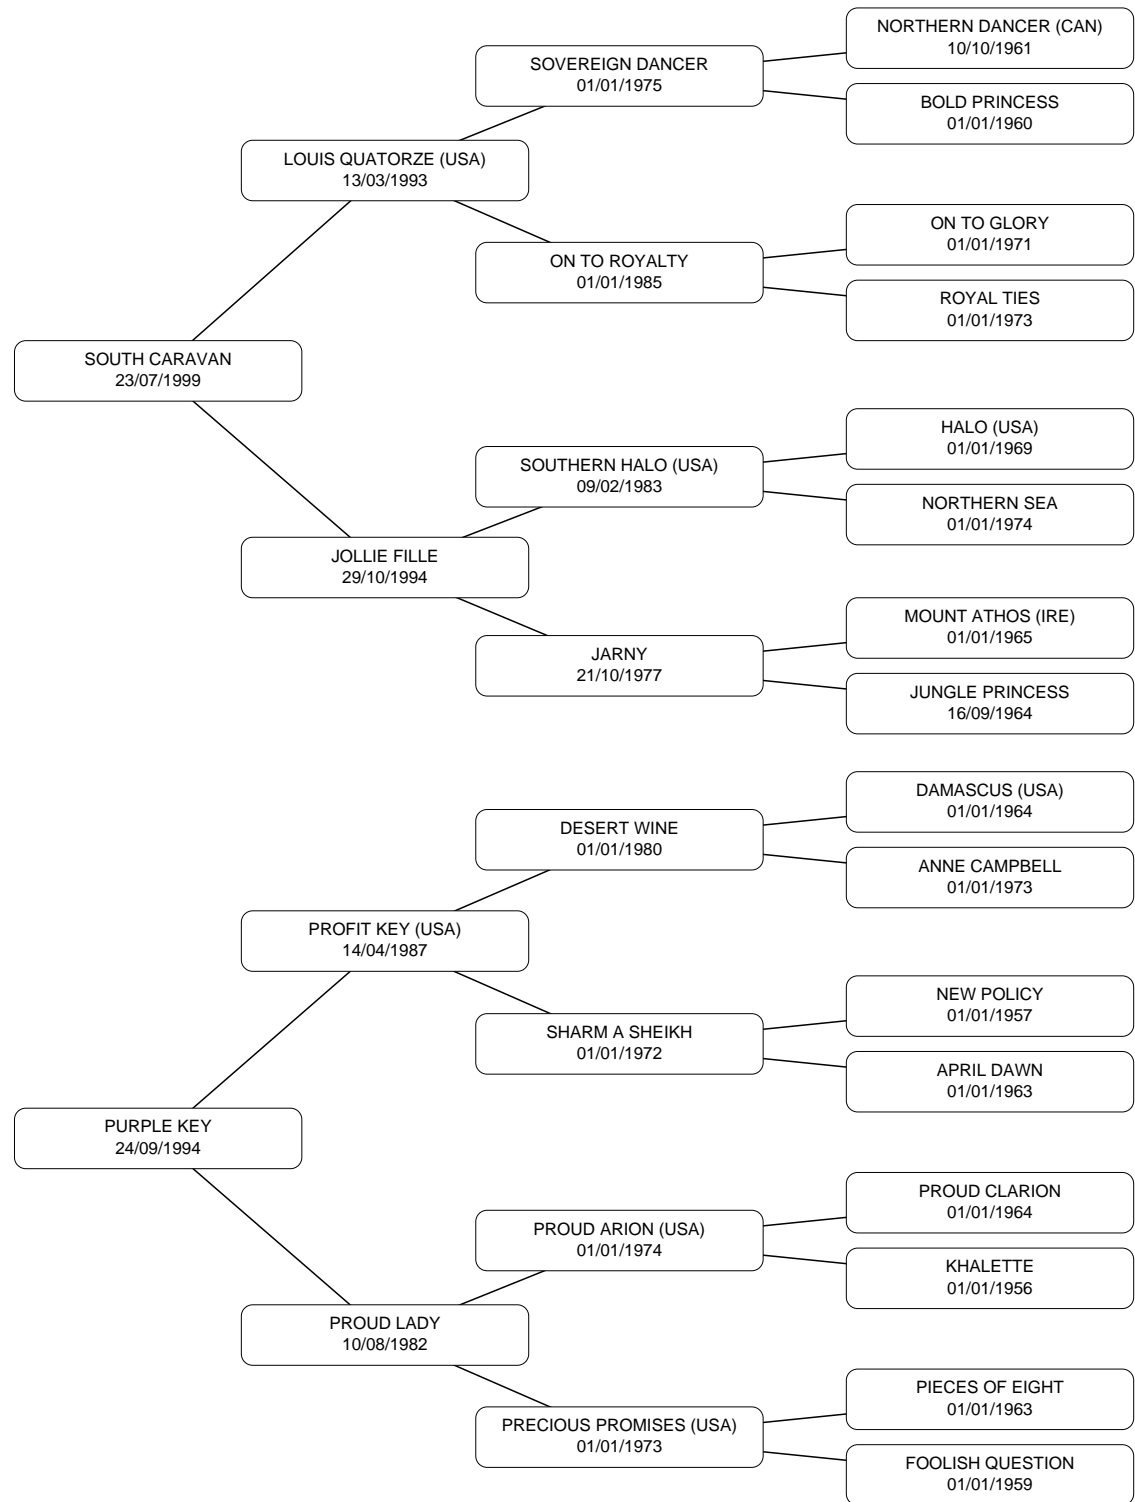 NORTHERN DANCER (CAN)
10/10/1961
SOVEREIGN DANCER
01/01/1975
BOLD PRINCESS
01/01/1960
LOUIS QUATORZE (USA)
13/03/1993
ON TO GLORY
01/01/1971
ON TO ROYALTY
01/01/1985
ROYAL TIES
01/01/1973
SOUTH CARAVAN
23/07/1999
HALO (USA)
01/01/1969
SOUTHERN HALO (USA)
09/02/1983
NORTHERN SEA
01/01/1974
JOLLIE FILLE
29/10/1994
MOUNT ATHOS (IRE)
01/01/1965
JARNY
21/10/1977
JUNGLE PRINCESS
16/09/1964
DAMASCUS (USA)
01/01/1964
DESERT WINE
01/01/1980
ANNE CAMPBELL
01/01/1973
PROFIT KEY (USA)
14/04/1987
NEW POLICY
01/01/1957
SHARM A SHEIKH
01/01/1972
APRIL DAWN
01/01/1963
PURPLE KEY
24/09/1994
PROUD CLARION
01/01/1964
PROUD ARION (USA)
01/01/1974
KHALETTE
01/01/1956
PROUD LADY
10/08/1982
PIECES OF EIGHT
01/01/1963
PRECIOUS PROMISES (USA)
01/01/1973
FOOLISH QUESTION
01/01/1959